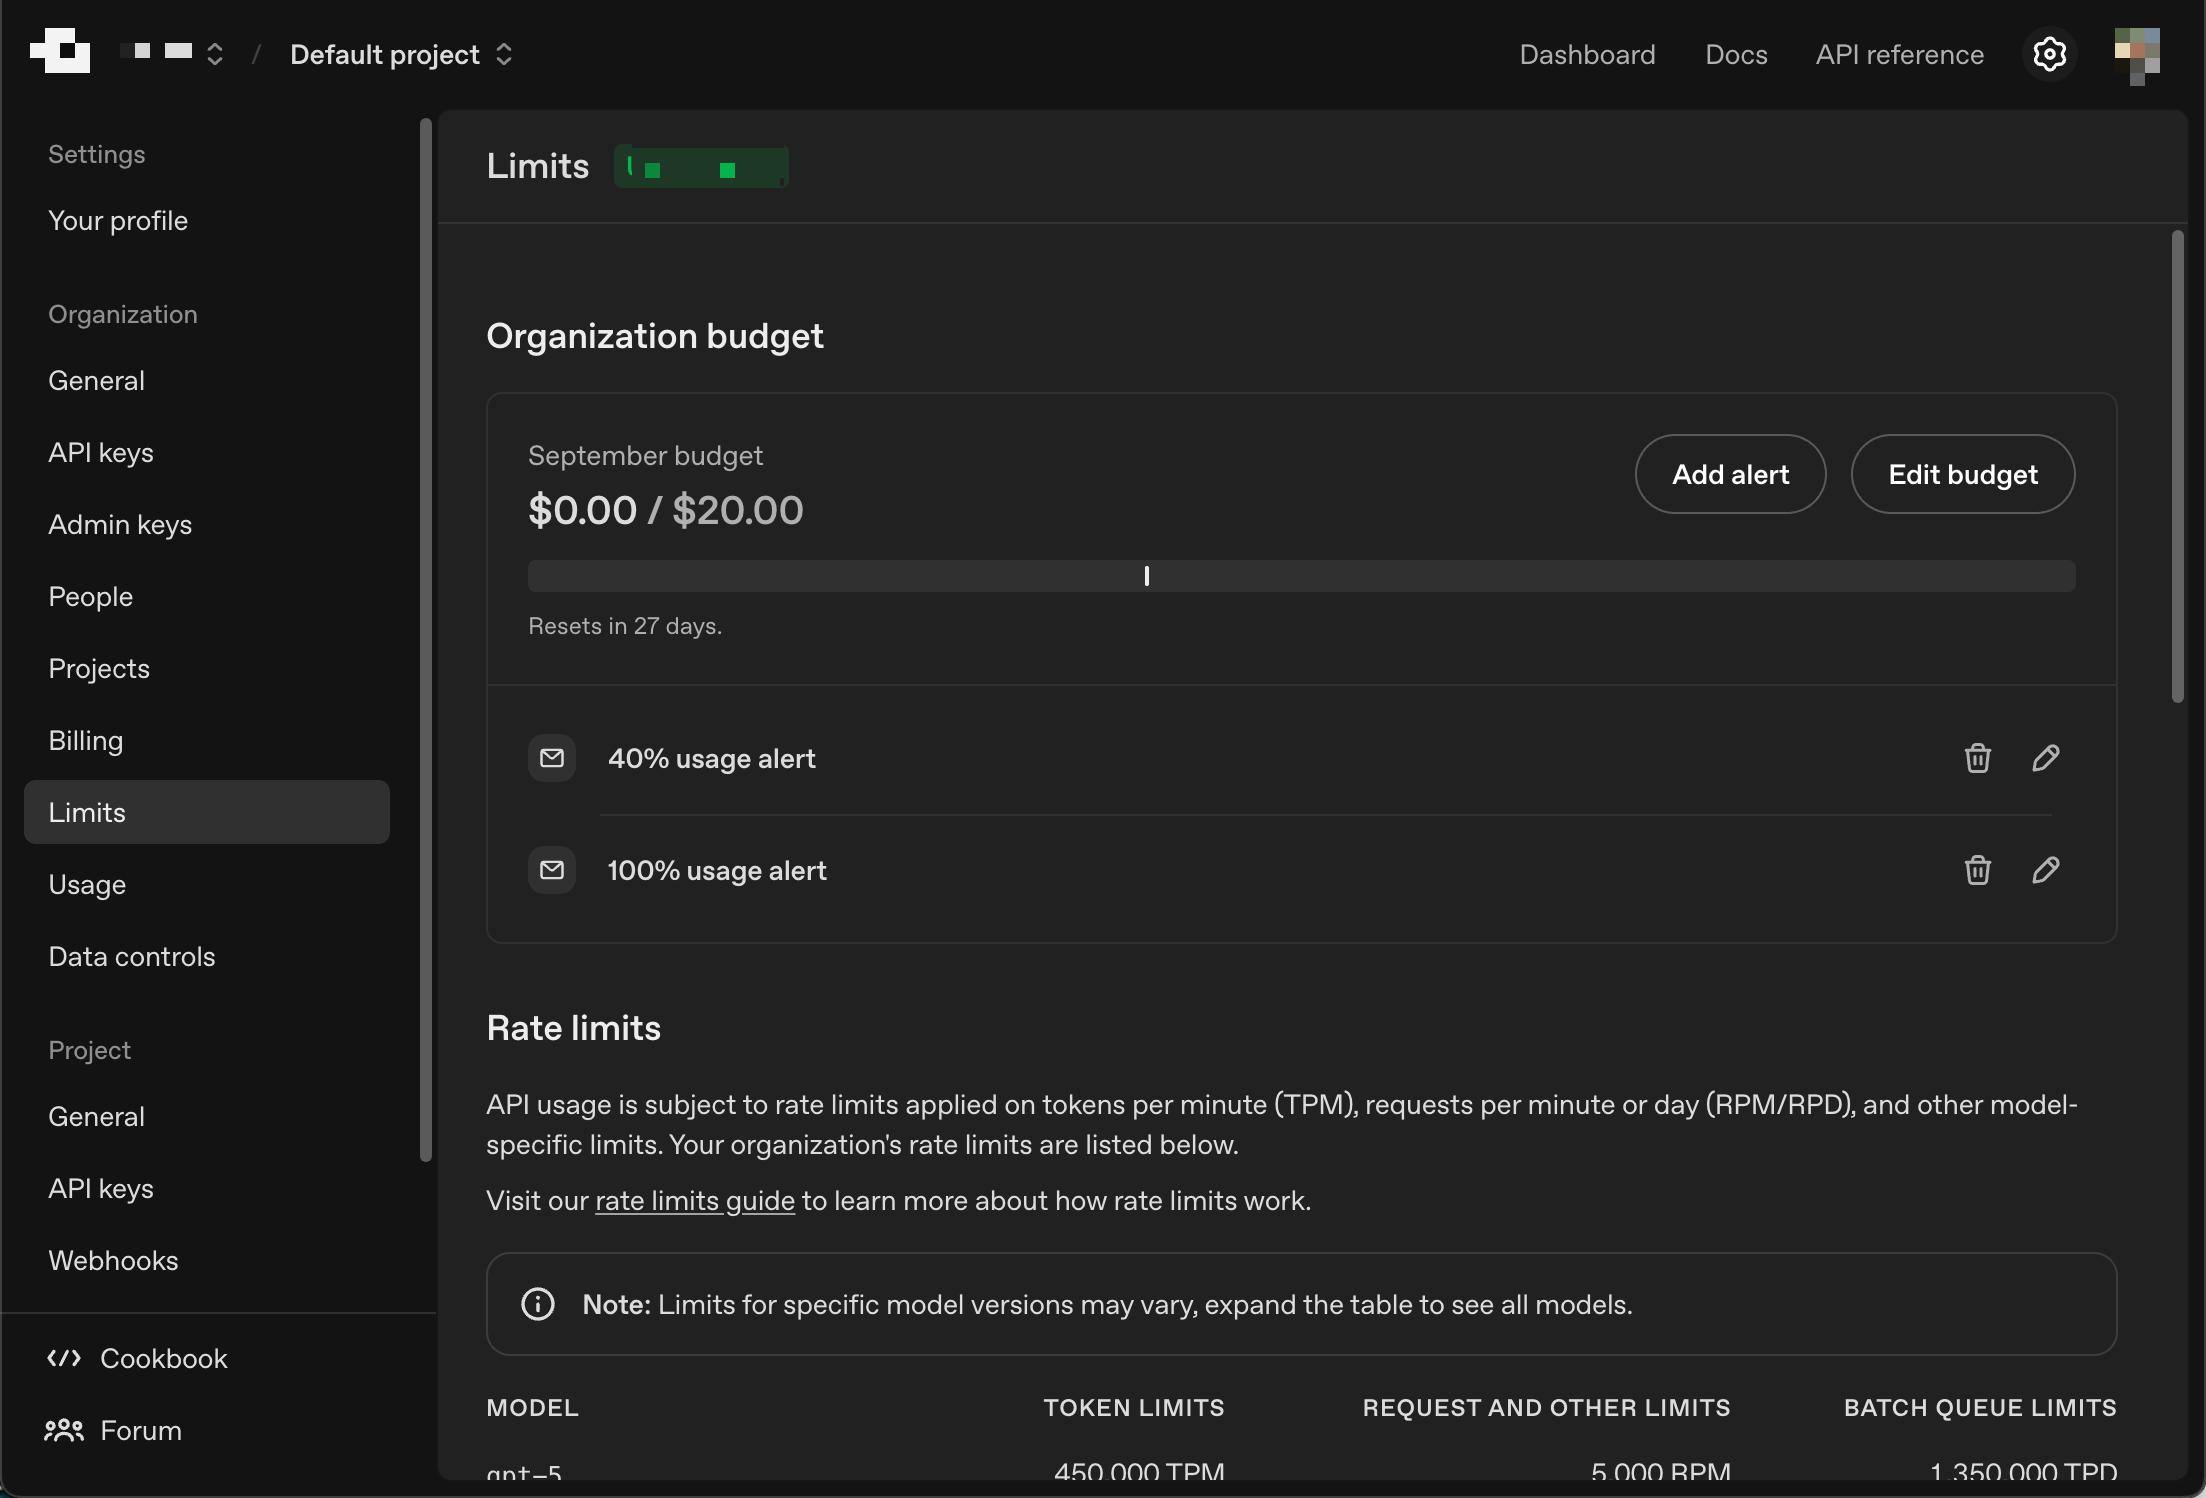 / Default project
Dashboard Docs API reference
Settings
Your profile
Organization
General
API keys
Admin keys
People
Projects
Billing
Limits
Usage
Data controls
Project
General
API keys
Webhooks
Cookbook
Forum
Limits
Organization budget
September budget
$0.00 / $20.00
Add alert
Edit budget
Resets in 27 days.
40% usage alert
100% usage alert
Rate limits
API usage is subject to rate limits applied on tokens per minute (TPM), requests per minute or day (RPM/RPD), and other model-
specific limits. Your organization's rate limits are listed below.
Visit our rate limits guide to learn more about how rate limits work.
Note: Limits for specific model versions may vary, expand the table to see all models.
MODEL TOKEN LIMITS REQUEST AND OTHER LIMITS BATCH QUEUE LIMITS
gpt-5 450,000 TPM 5,000 RPM 1,350,000 TPD